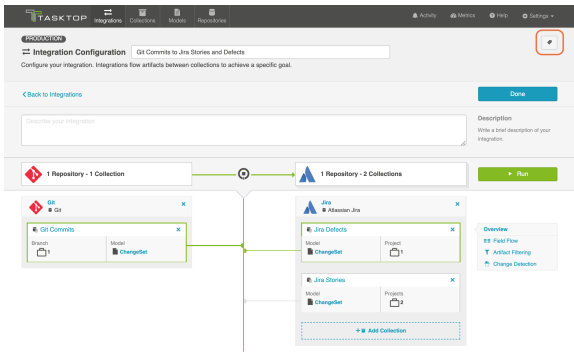 TASKTOP
Integrations
Collections
Models
Repositories
Activity
Metrics
Help
Settings
PRODUCTION
Integration Configuration
Git Commits to Jira Stories and Defects
Configure your integration. Integrations flow artifacts between collections to achieve a specific goal.
Back to Integrations
Done
Describe your integration
Description
Write a brief description of your
integration.
1 Repository - 1 Collection
1 Repository - 2 Collections
Run
Git
Git
Jira
Atlassian Jira
Git Commits
Branch
1
Model
ChangeSet
Jira Defects
Model
ChangeSet
Project
1
Jira Stories
Model
ChangeSet
Projects
2
+ Add Collection
Overview
Field Flow
Artifact Filtering
Change Detection